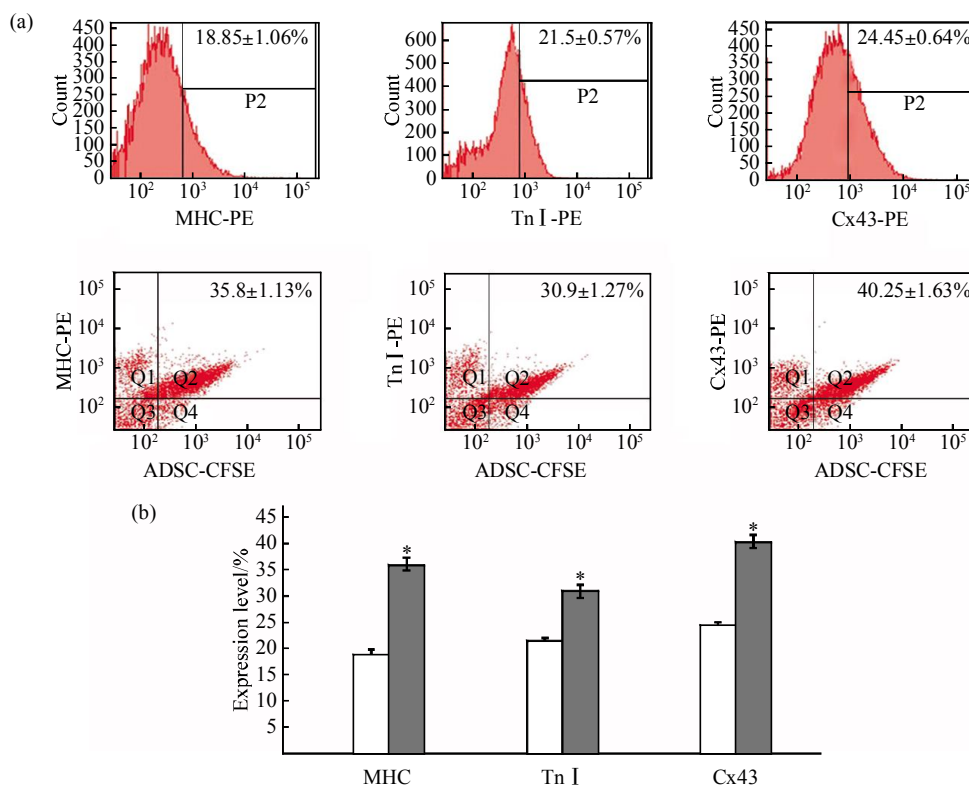 (a)
450
400
350
300
250
200
150
100
50
0
Count
18.85±1.06%
P2
10² 10³ 10⁴ 10⁵
MHC-PE
600
400
200
0
Count
21.5±0.57%
P2
10² 10³ 10⁴ 10⁵
Tn Ⅰ-PE
450
400
350
300
250
200
150
100
50
0
Count
24.45±0.64%
P2
10² 10³ 10⁴ 10⁵
Cx43-PE
10⁵
10⁴
10³
10²
MHC-PE
35.8±1.13%
Q1 Q2
Q3 Q4
10² 10³ 10⁴ 10⁵
ADSC-CFSE
10⁵
10⁴
10³
10²
TnⅠ-PE
30.9±1.27%
Q1 Q2
Q3 Q4
10² 10³ 10⁴ 10⁵
ADSC-CFSE
10⁵
10⁴
10³
10²
Cx43-PE
40.25±1.63%
Q1 Q2
Q3 Q4
10² 10³ 10⁴ 10⁵
ADSC-CFSE
(b)
45
40
35
30
25
20
15
10
5
Expression level/%
* * *
MHC Tn Ⅰ Cx43